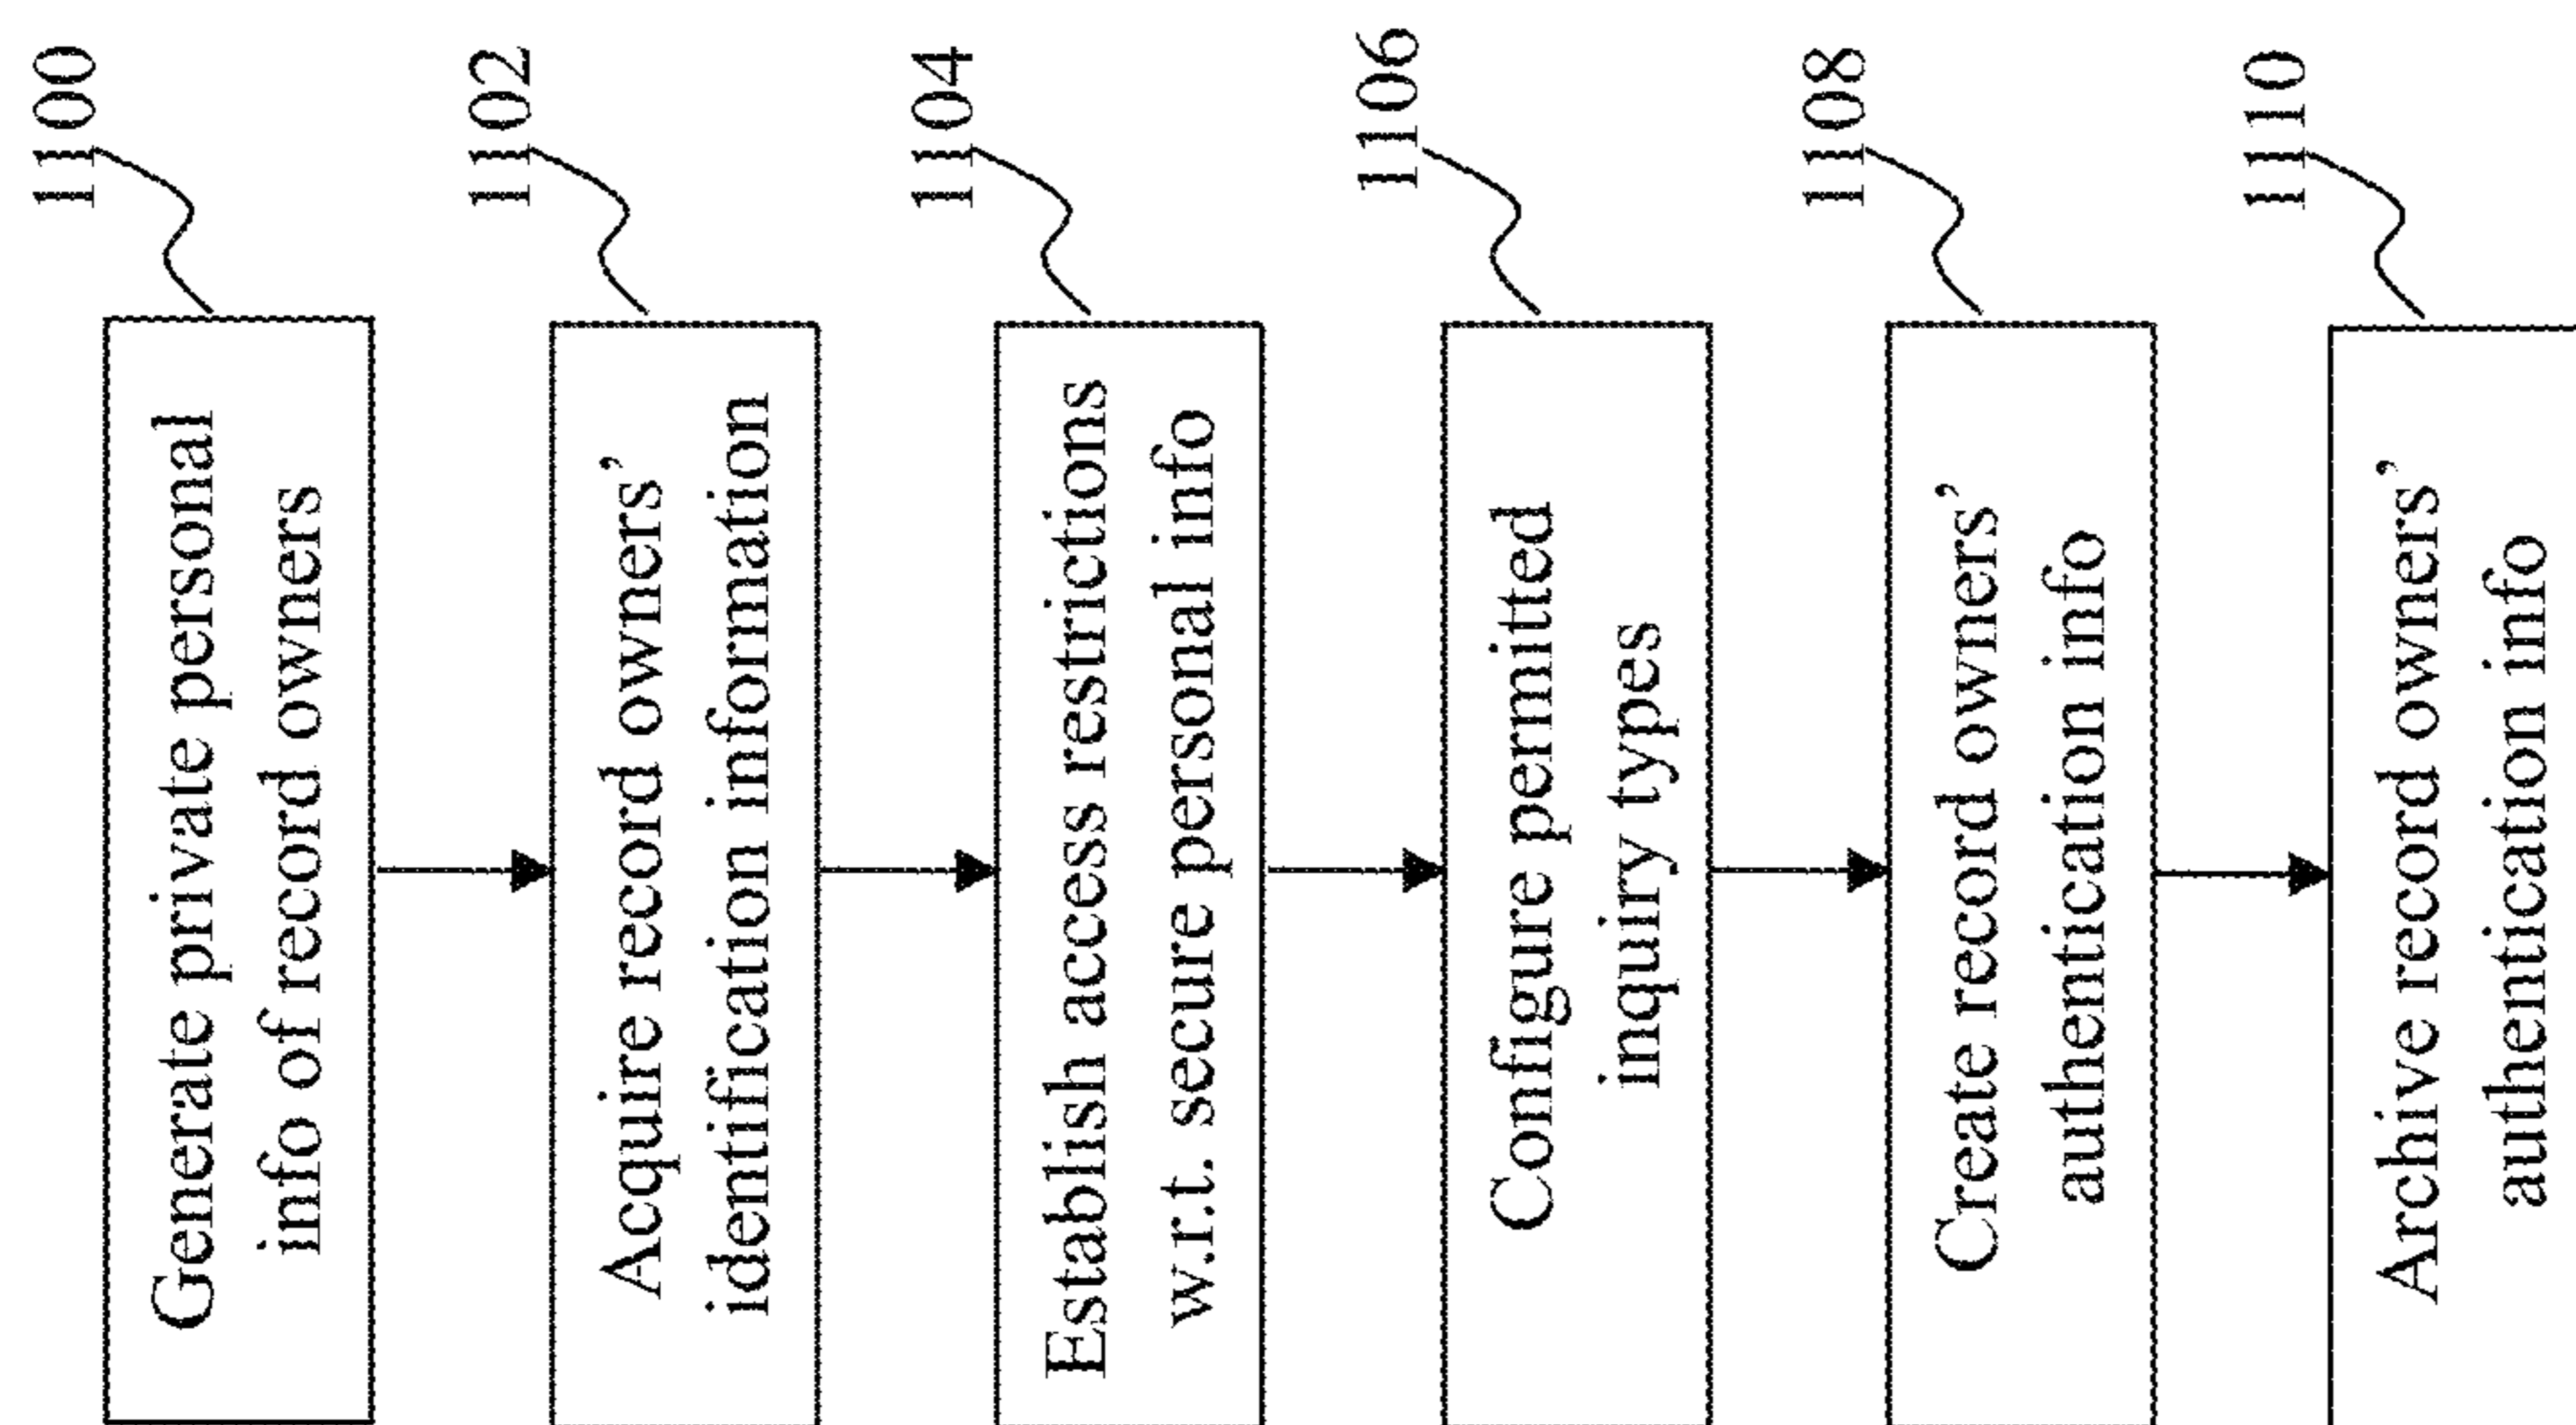 1100
Generate private personal
info of record owners
1102
Acquire record owners’
identification information
1104
Establish access restrictions
w.r.t. secure personal info
1106
Configure permitted
inquiry types
1108
Create record owners’
authentication info
1110
Archive record owners’
authentication info